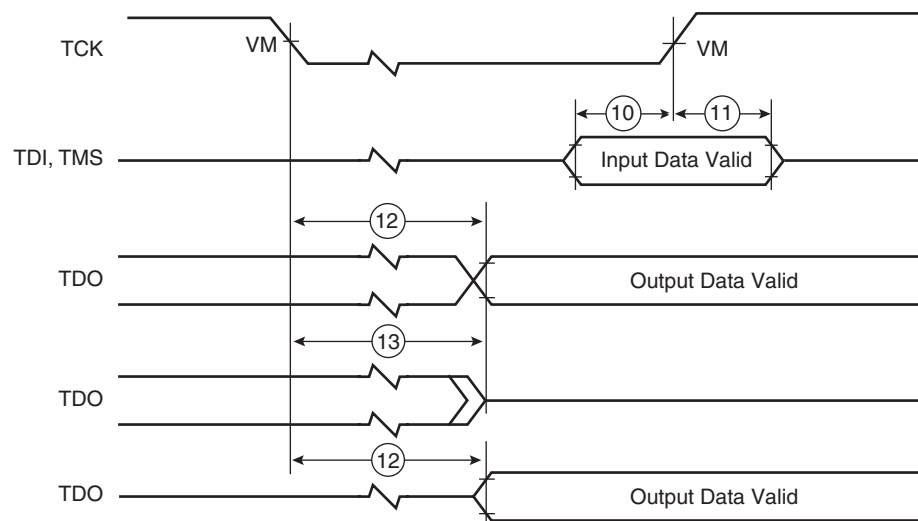 TCK
VM
VM
10
11
TDI, TMS
Input Data Valid
12
TDO
Output Data Valid
13
TDO
12
TDO
Output Data Valid